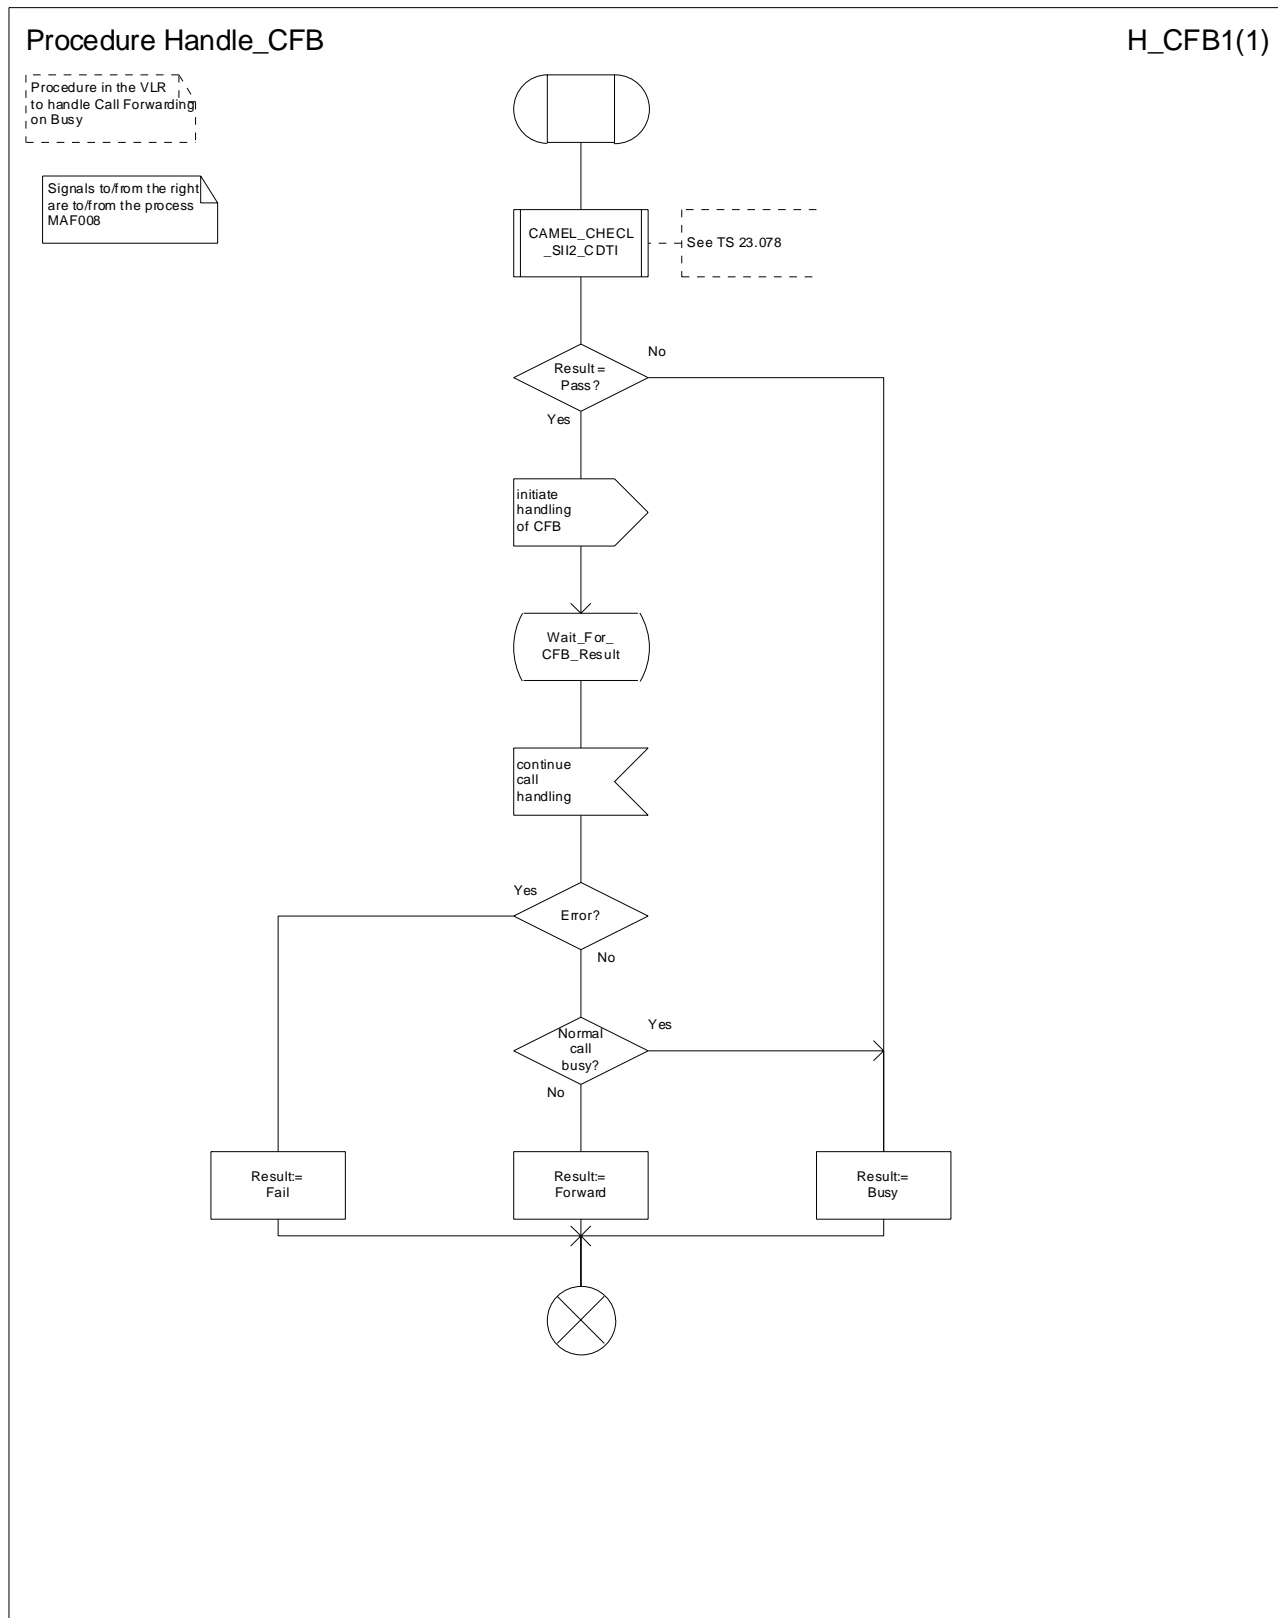 Procedure Handle_CFB
H_CFB1(1)
Procedure in the VLR
to handle Call Forwarding
on Busy
Signals to/from the right
are to/from the process
MAF008
CAMEL_CHECL
_SII2_CDTI
See TS 23.078
Result =
Pass?
No
Yes
initiate
handling
of CFB
Wait_For_
CFB_Result
continue
call
handling
Yes
Error?
No
Normal
call
busy?
Yes
No
Result:=
Fail
Result:=
Forward
Result:=
Busy